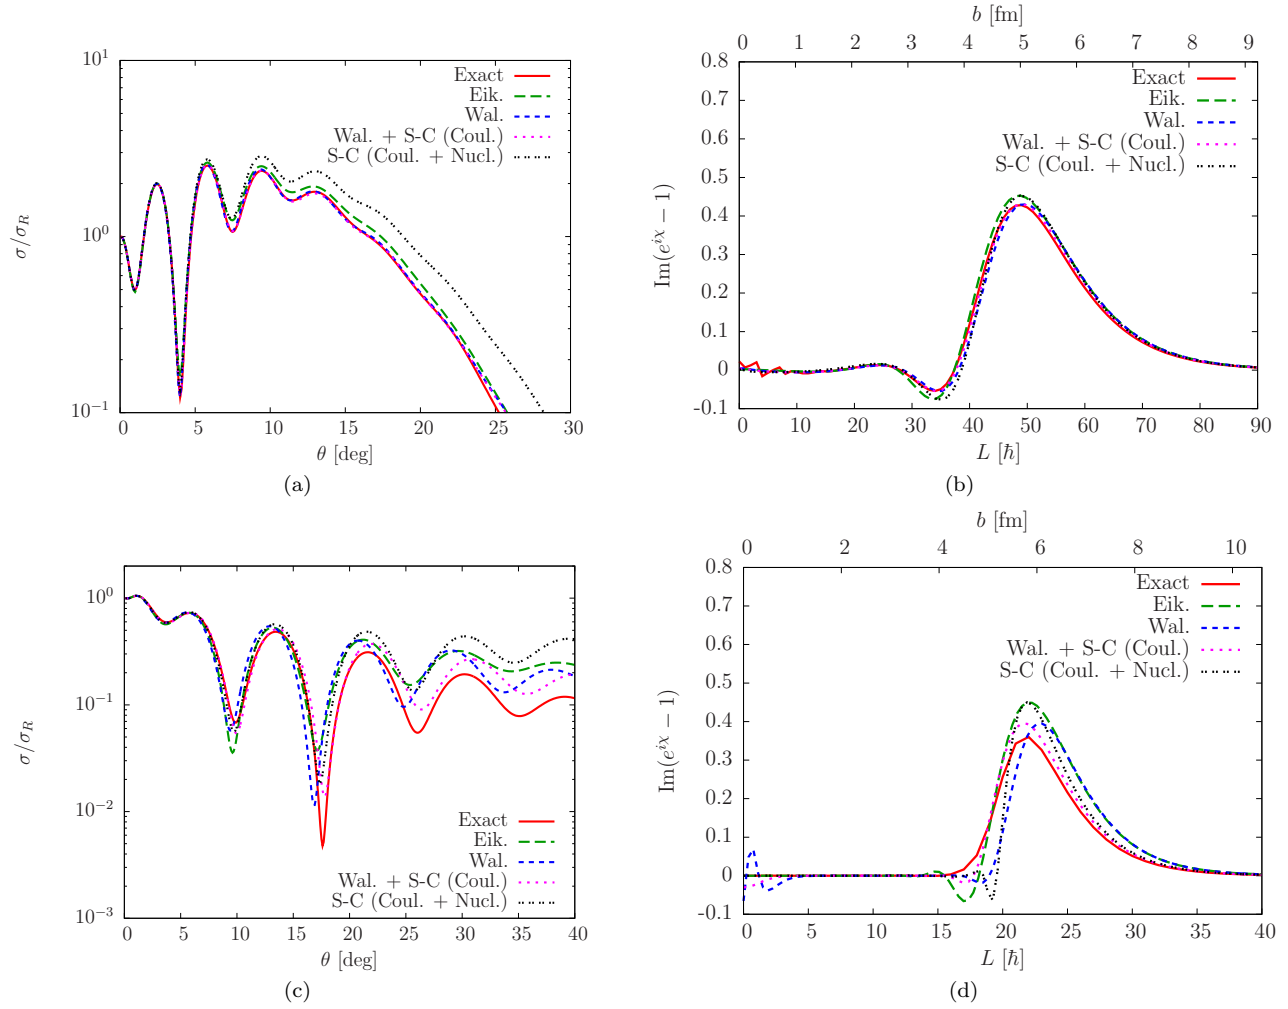 10¹
10⁰
10⁻¹
σ/σ_R
Exact
Eik.
Wal.
Wal. + S-C (Coul.)
S-C (Coul. + Nucl.)
0 5 10 15 20 25 30
θ [deg]
(a)
b [fm]
0 1 2 3 4 5 6 7 8 9
0.8
0.7
0.6
0.5
0.4
0.3
0.2
0.1
0
-0.1
Im(e^{iχ} − 1)
Exact
Eik.
Wal.
Wal. + S-C (Coul.)
S-C (Coul. + Nucl.)
0 10 20 30 40 50 60 70 80 90
L [ℏ]
(b)
10⁰
10⁻¹
10⁻²
10⁻³
σ/σ_R
Exact
Eik.
Wal.
Wal. + S-C (Coul.)
S-C (Coul. + Nucl.)
0 5 10 15 20 25 30 35 40
θ [deg]
(c)
b [fm]
0 2 4 6 8 10
0.8
0.7
0.6
0.5
0.4
0.3
0.2
0.1
0
-0.1
Im(e^{iχ} − 1)
Exact
Eik.
Wal.
Wal. + S-C (Coul.)
S-C (Coul. + Nucl.)
0 5 10 15 20 25 30 35 40
L [ℏ]
(d)